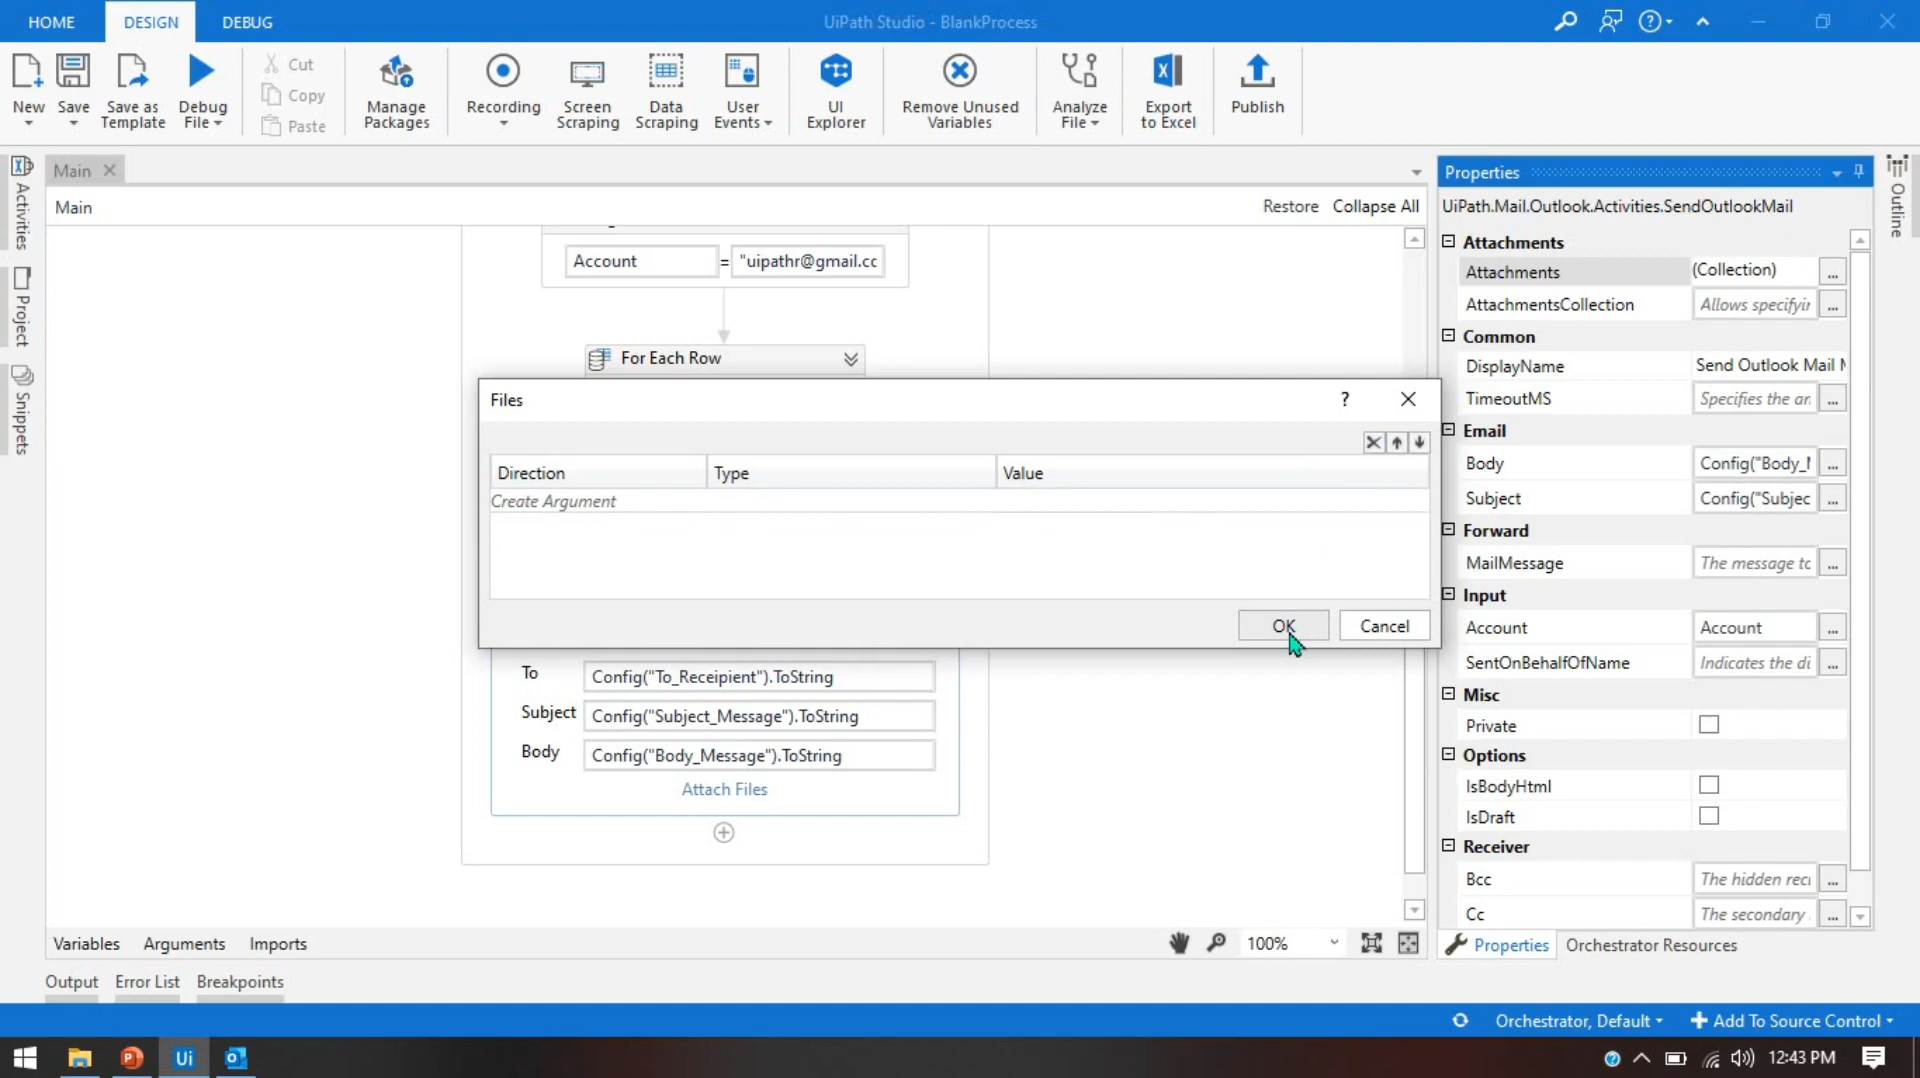 HOME DESIGN DEBUG UiPath Studio - BlankProcess
New Save Save as Template Debug File Cut Copy Paste Manage Packages Recording Screen Scraping Data Scraping User Events UI Explorer Remove Unused Variables Analyze File Export to Excel Publish
Activities
Project
Snippets
Main
Main Restore Collapse All
Account = "uipathr@gmail.cc
For Each Row
Files ?
Direction Type Value
Create Argument
OK Cancel
To Config("To_Receipient").ToString
Subject Config("Subject_Message").ToString
Body Config("Body_Message").ToString
Attach Files
Variables Arguments Imports 100%
Output Error List Breakpoints
Properties
UiPath.Mail.Outlook.Activities.SendOutlookMail
Attachments
Attachments (Collection) ...
AttachmentsCollection Allows specifyir ...
Common
DisplayName Send Outlook Mail M
TimeoutMS Specifies the ar ...
Email
Body Config("Body_M ...
Subject Config("Subjec ...
Forward
MailMessage The message to ...
Input
Account Account ...
SentOnBehalfOfName Indicates the di ...
Misc
Private
Options
IsBodyHtml
IsDraft
Receiver
Bcc The hidden reci ...
Cc The secondary ...
Properties Orchestrator Resources
Outline
Orchestrator, Default Add To Source Control
Ui 12:43 PM